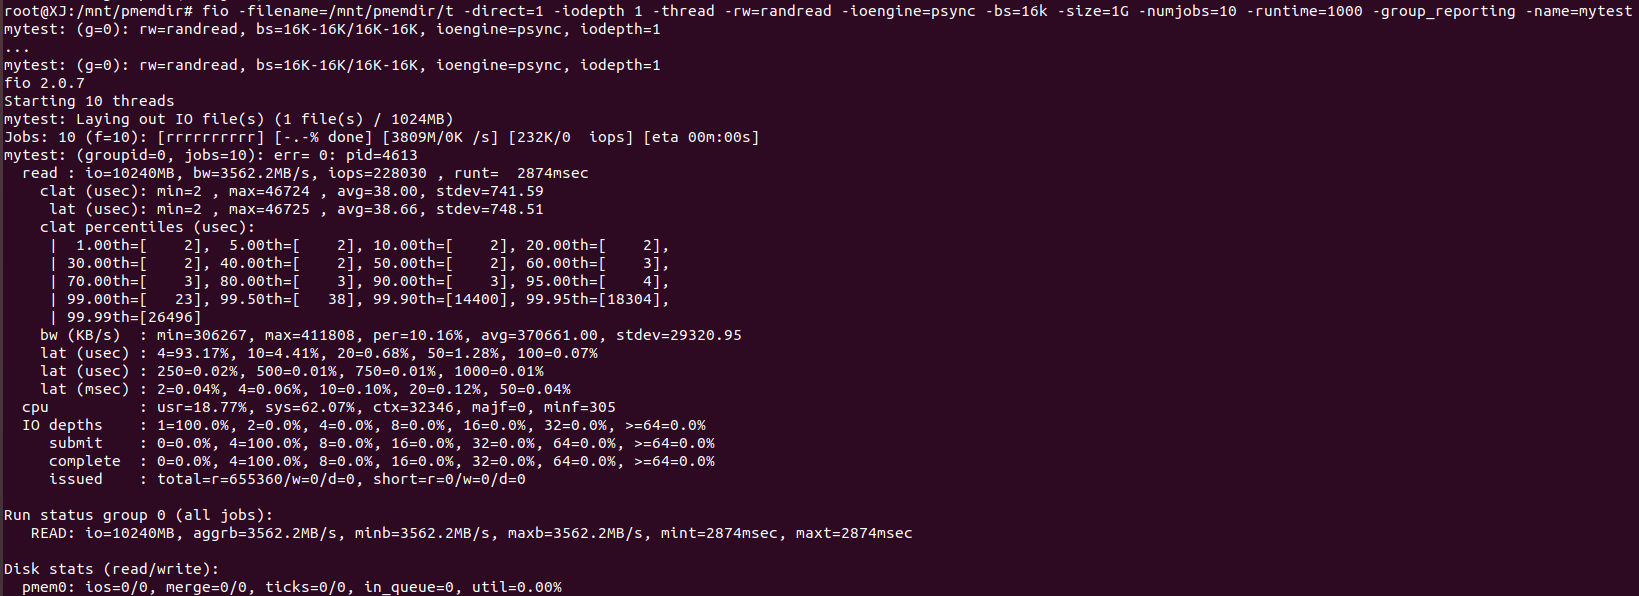 root@XJ:/mnt/pmemdir# fio -filename=/mnt/pmemdir/t -direct=1 -iodepth 1 -thread -rw=randread -ioengine=psync -bs=16k -size=1G -numjobs=10 -runtime=1000 -group_reporting -name=mytest
mytest: (g=0): rw=randread, bs=16K-16K/16K-16K, ioengine=psync, iodepth=1
...
mytest: (g=0): rw=randread, bs=16K-16K/16K-16K, ioengine=psync, iodepth=1
fio 2.0.7
Starting 10 threads
mytest: Laying out IO file(s) (1 file(s) / 1024MB)
Jobs: 10 (f=10): [rrrrrrrrrr] [-.-% done] [3809M/0K /s] [232K/0  iops] [eta 00m:00s]
mytest: (groupid=0, jobs=10): err= 0: pid=4613
  read : io=10240MB, bw=3562.2MB/s, iops=228030 , runt=  2874msec
    clat (usec): min=2 , max=46724 , avg=38.00, stdev=741.59
     lat (usec): min=2 , max=46725 , avg=38.66, stdev=748.51
    clat percentiles (usec):
     |  1.00th=[    2],  5.00th=[    2], 10.00th=[    2], 20.00th=[    2],
     | 30.00th=[    2], 40.00th=[    2], 50.00th=[    2], 60.00th=[    3],
     | 70.00th=[    3], 80.00th=[    3], 90.00th=[    3], 95.00th=[    4],
     | 99.00th=[   23], 99.50th=[   38], 99.90th=[14400], 99.95th=[18304],
     | 99.99th=[26496]
    bw (KB/s)  : min=306267, max=411808, per=10.16%, avg=370661.00, stdev=29320.95
    lat (usec) : 4=93.17%, 10=4.41%, 20=0.68%, 50=1.28%, 100=0.07%
    lat (usec) : 250=0.02%, 500=0.01%, 750=0.01%, 1000=0.01%
    lat (msec) : 2=0.04%, 4=0.06%, 10=0.10%, 20=0.12%, 50=0.04%
  cpu          : usr=18.77%, sys=62.07%, ctx=32346, majf=0, minf=305
  IO depths    : 1=100.0%, 2=0.0%, 4=0.0%, 8=0.0%, 16=0.0%, 32=0.0%, >=64=0.0%
     submit    : 0=0.0%, 4=100.0%, 8=0.0%, 16=0.0%, 32=0.0%, 64=0.0%, >=64=0.0%
     complete  : 0=0.0%, 4=100.0%, 8=0.0%, 16=0.0%, 32=0.0%, 64=0.0%, >=64=0.0%
     issued    : total=r=655360/w=0/d=0, short=r=0/w=0/d=0

Run status group 0 (all jobs):
   READ: io=10240MB, aggrb=3562.2MB/s, minb=3562.2MB/s, maxb=3562.2MB/s, mint=2874msec, maxt=2874msec

Disk stats (read/write):
  pmem0: ios=0/0, merge=0/0, ticks=0/0, in_queue=0, util=0.00%